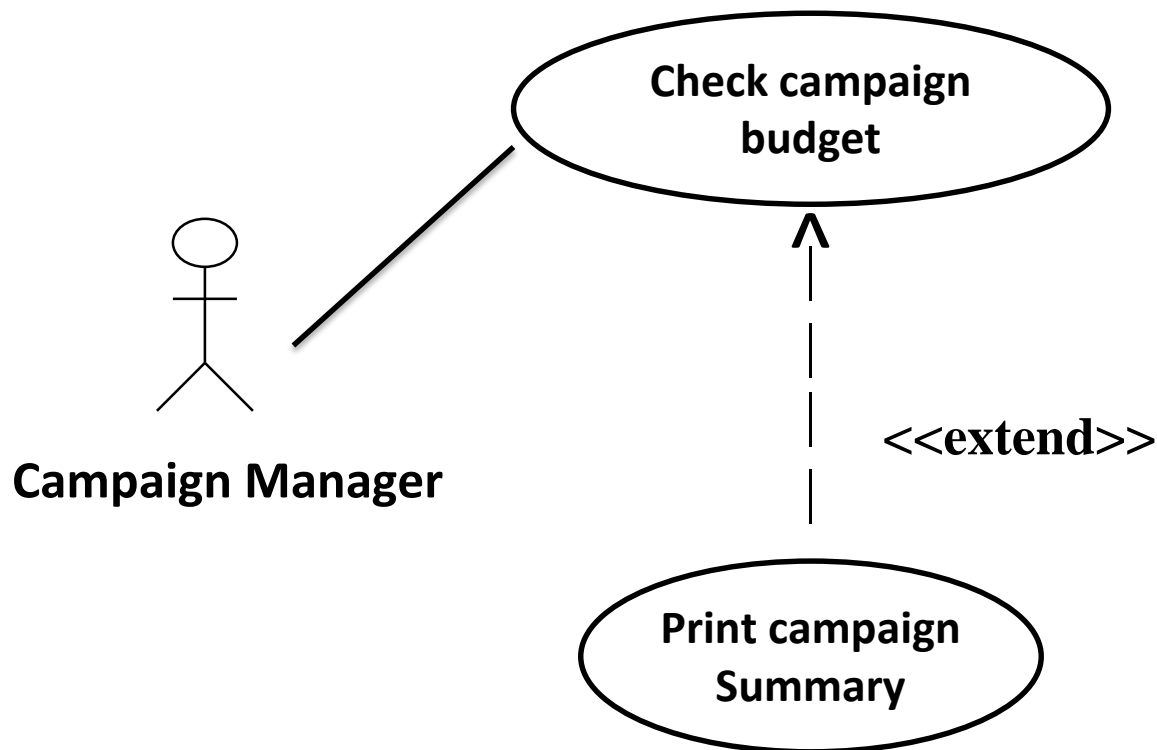 Check campaign
budget
<<extend>>
Campaign Manager
Print campaign
Summary